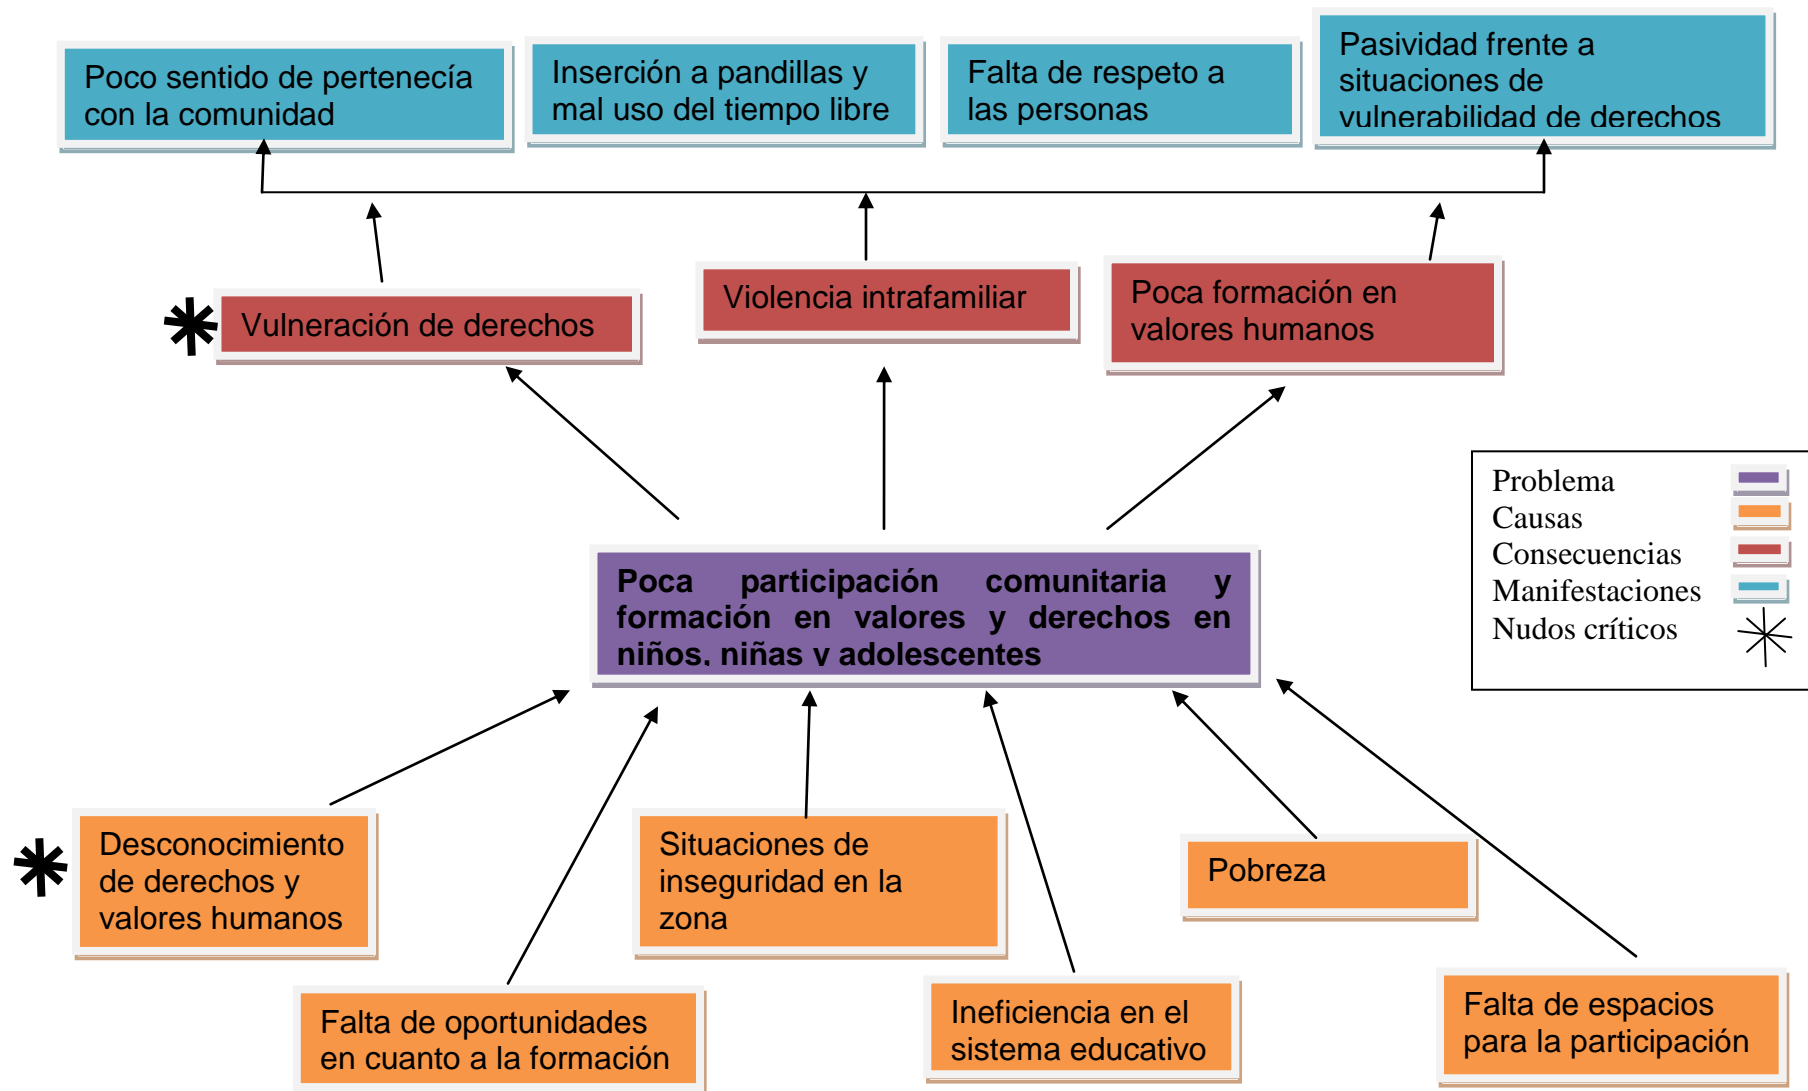 Poco sentido de pertenecía
con la comunidad
Inserción a pandillas y
mal uso del tiempo libre
Falta de respeto a
las personas
Pasividad frente a
situaciones de
vulnerabilidad de derechos
Vulneración de derechos
Violencia intrafamiliar
Poca formación en
valores humanos
Problema
Causas
Consecuencias
Manifestaciones
Nudos críticos
Poca participación comunitaria y
formación en valores y derechos en
niños, niñas y adolescentes
Desconocimiento
de derechos y
valores humanos
Situaciones de
inseguridad en la
zona
Pobreza
Falta de oportunidades
en cuanto a la formación
Ineficiencia en el
sistema educativo
Falta de espacios
para la participación